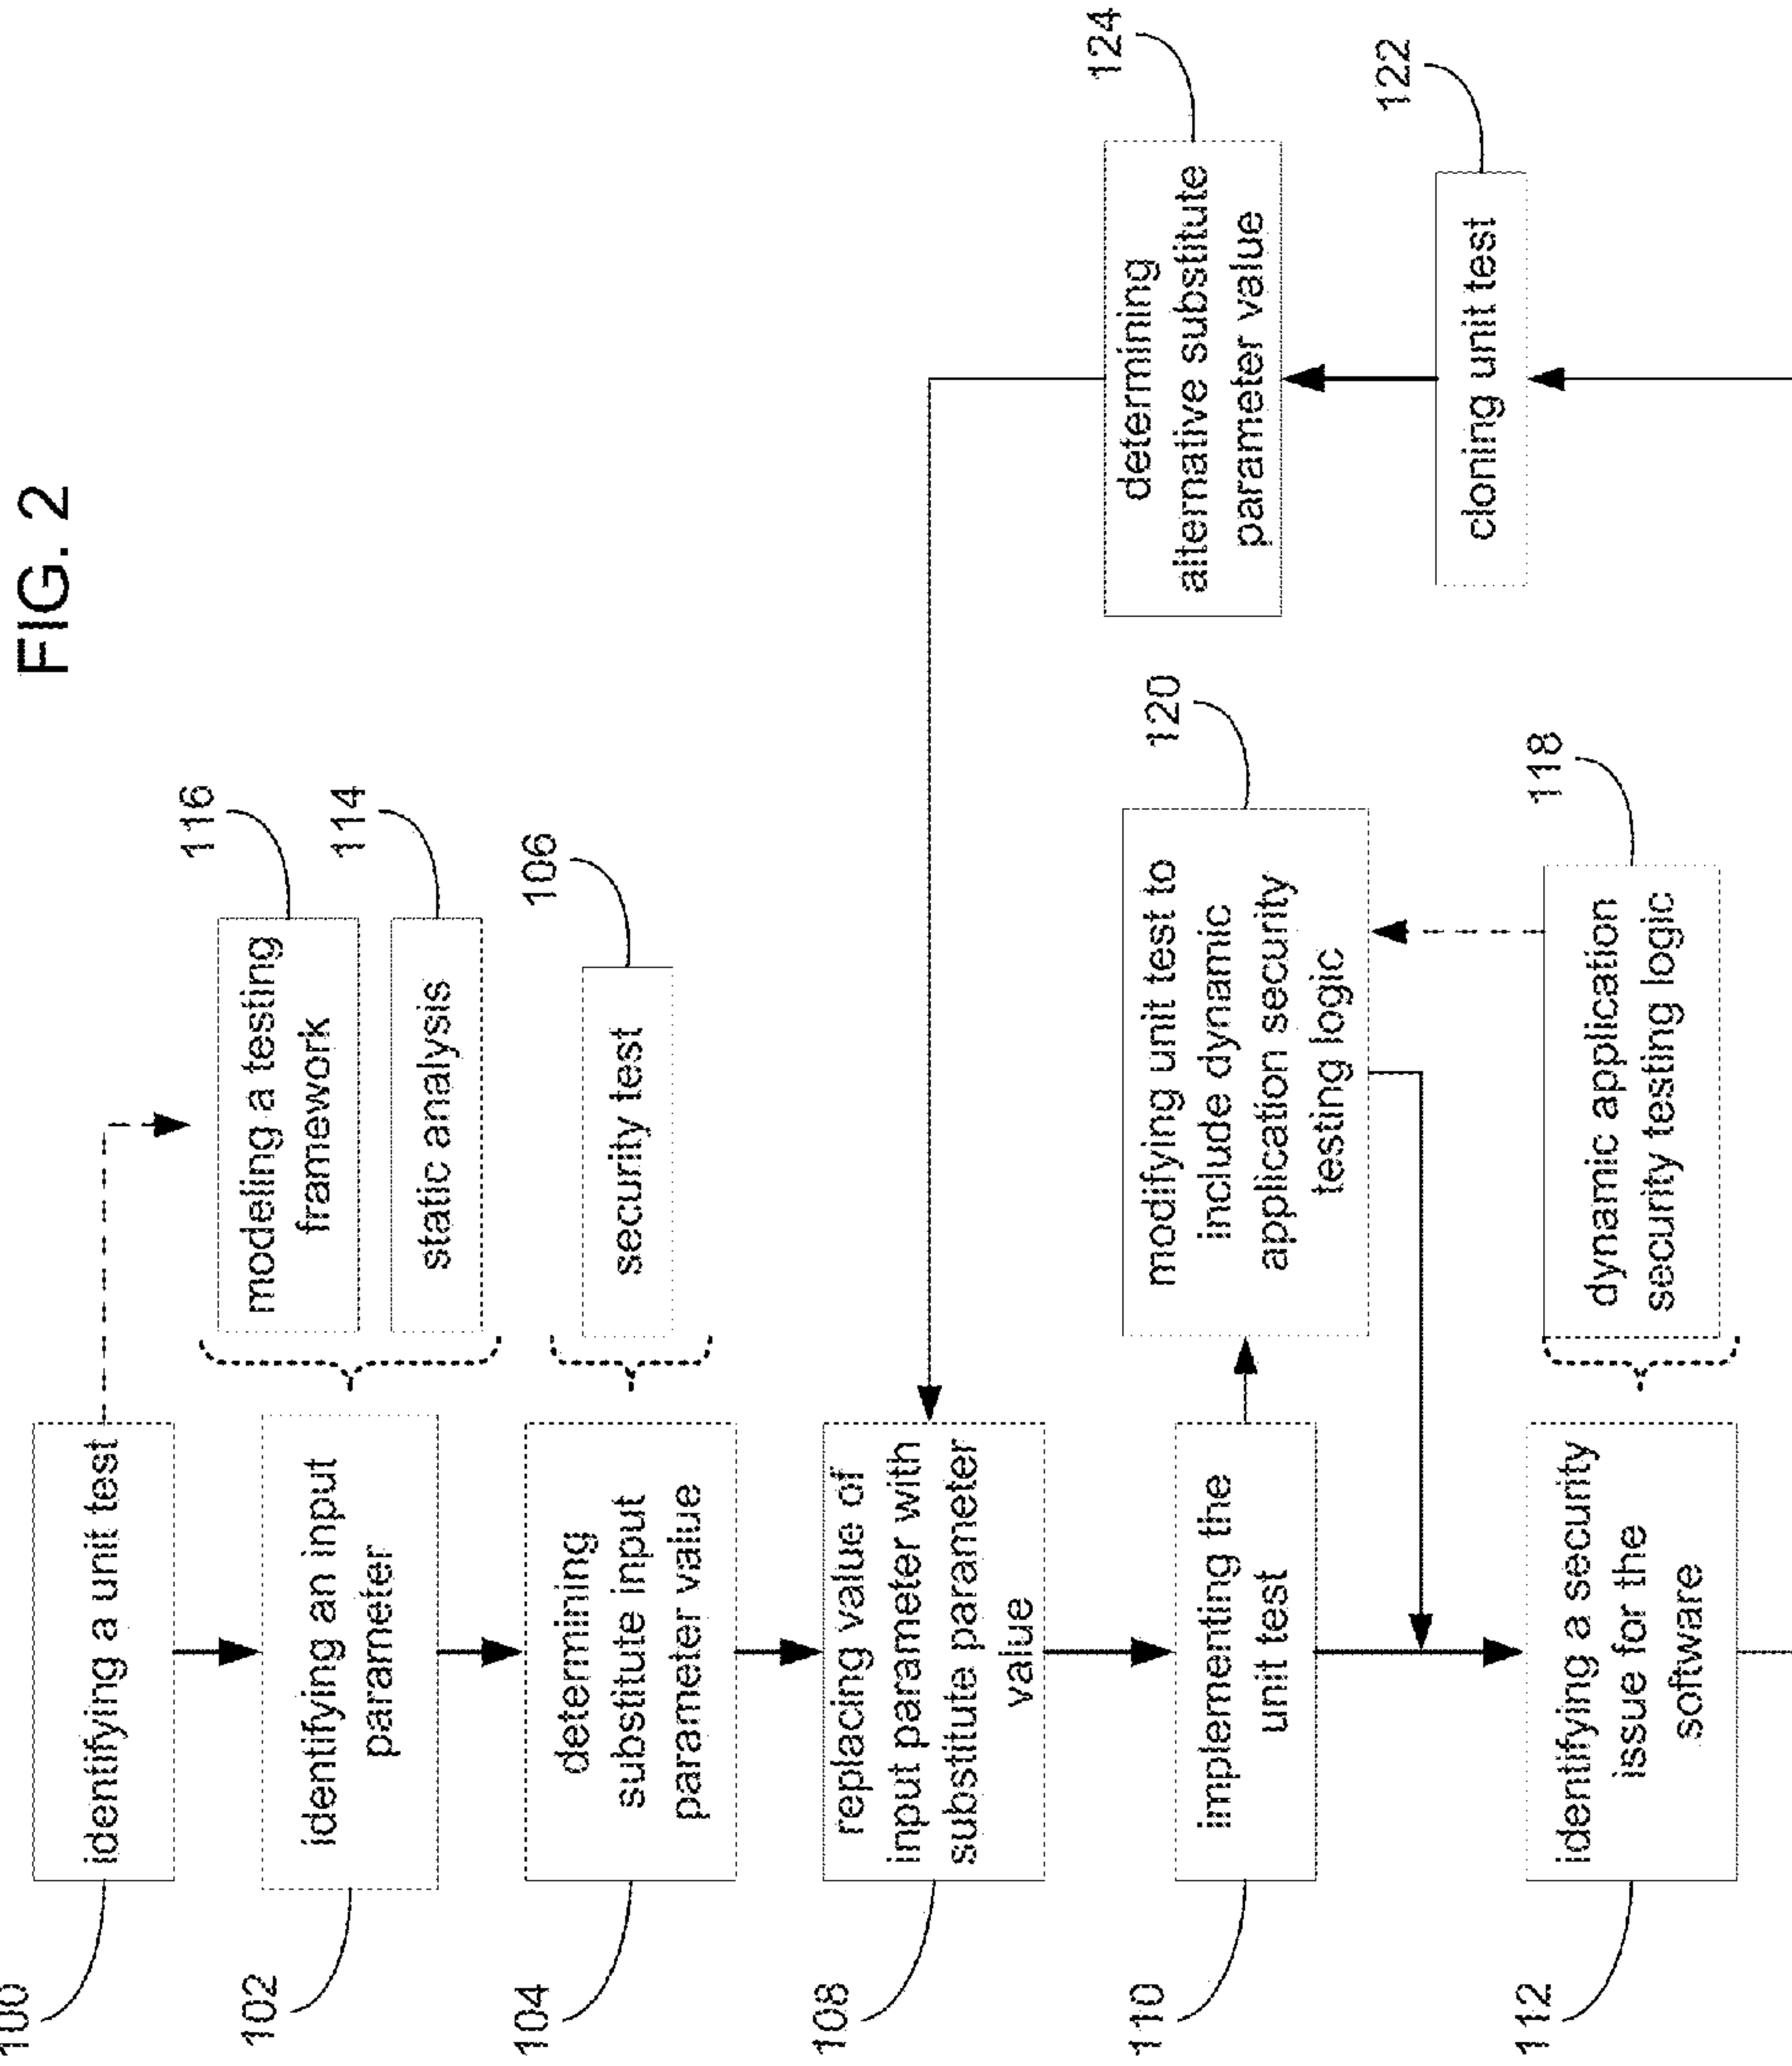 FIG. 2
100
identifying a unit test
116
modeling a testing
framework
114
static analysis
102
identifying an input
parameter
106
security test
104
determining
substitute input
parameter value
108
replacing value of
input parameter with
substitute parameter
value
124
determining
alternative substitute
parameter value
110
implementing the
unit test
120
modifying unit test to
include dynamic
application security
testing logic
122
cloning unit test
112
identifying a security
issue for the
software
118
dynamic application
security testing logic